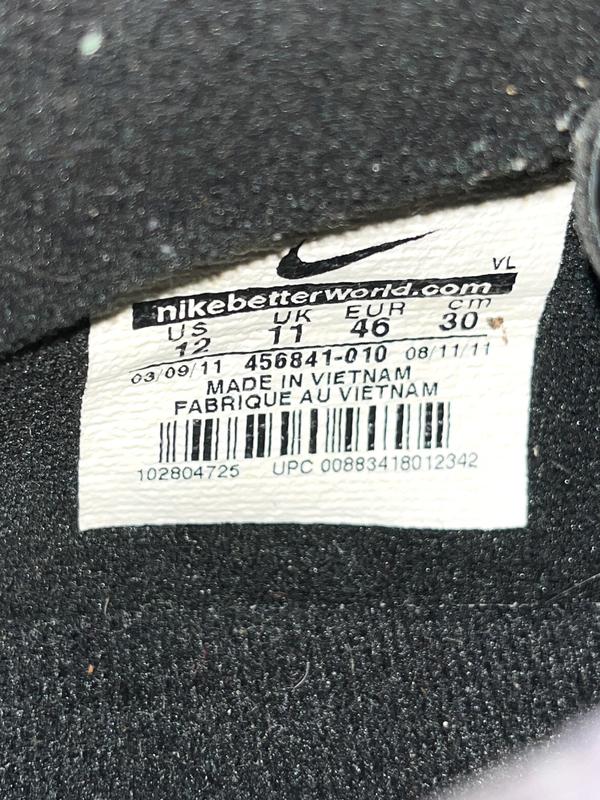 VL
nikebetterworld.com
US UK EUR cm
12 11 46 30
03/09/11 456841-010 08/11/11
MADE IN VIETNAM
FABRIQUE AU VIETNAM
102804725 UPC 00883418012342